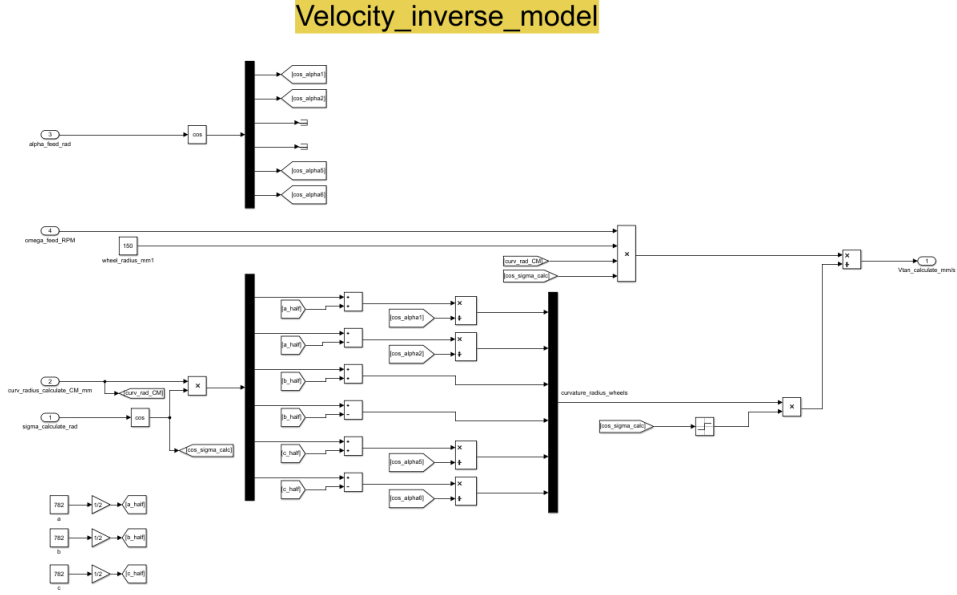 Velocity_inverse_model
[cos_alpha1]
[cos_alpha2]
3
cos
alpha_feed_rad
[cos_alpha5]
[cos_alpha6]
4
omega_feed_RPM
150
wheel_radius_mm1
×
curv_rad_CM]
[cos_sigma_calc]
×
÷
1
Vtan_calculate_mm/s
[a_half]
+
+
[cos_alpha1]
×
÷
[a_half]
+
−
[cos_alpha2]
×
÷
2
curv_radius_calculate_CM_mm
[curv_rad_CM]
×
[b_half]
+
+
curvature_radius_wheels
1
sigma_calculate_rad
cos
[b_half]
+
−
[cos_sigma_calc]
×
[cos_sigma_calc]
[c_half]
+
+
[cos_alpha5]
×
÷
[c_half]
+
−
[cos_alpha6]
×
÷
782
1/2
[a_half]
a
782
1/2
[b_half]
b
782
1/2
[c_half]
c